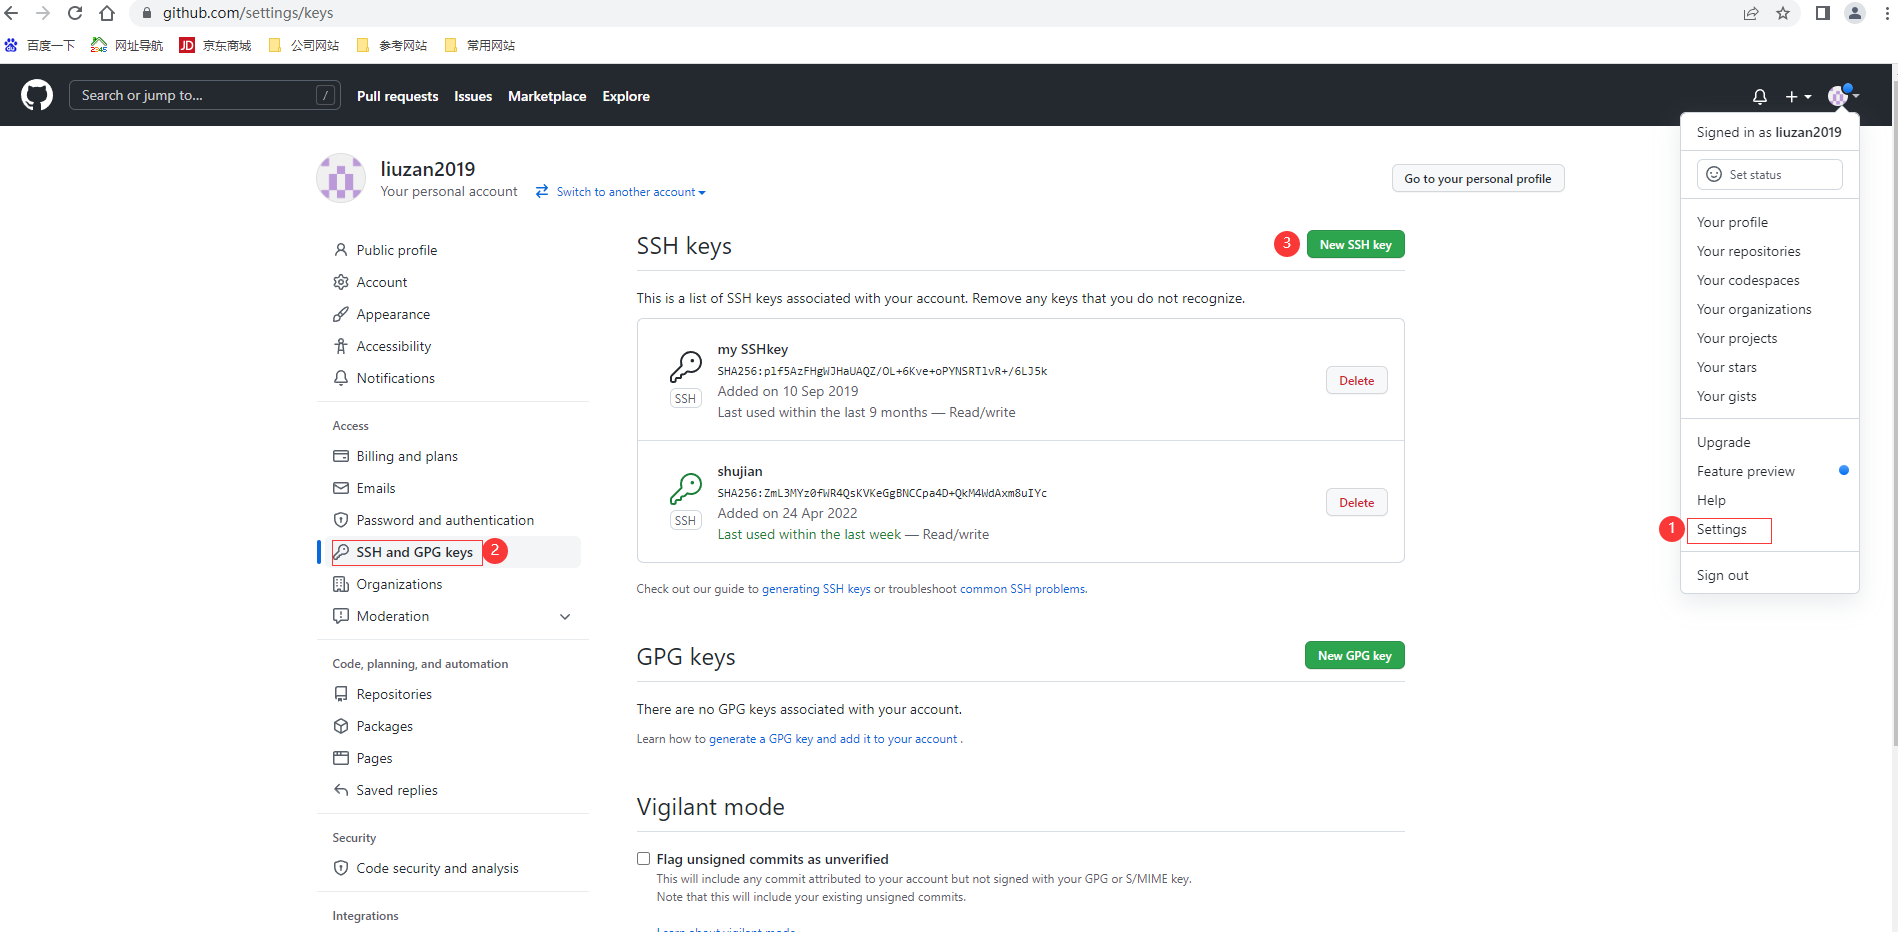 github.com/settings/keys
百度一下
2345
网址导航
JD
京东商城
公司网站
参考网站
常用网站
Search or jump to...
/
Pull requests
Issues
Marketplace
Explore
liuzan2019
Your personal account
Switch to another account
Go to your personal profile
Public profile
Account
Appearance
Accessibility
Notifications
Access
Billing and plans
Emails
Password and authentication
SSH and GPG keys
2
Organizations
Moderation
Code, planning, and automation
Repositories
Packages
Pages
Saved replies
Security
Code security and analysis
Integrations
SSH keys
3
New SSH key
This is a list of SSH keys associated with your account. Remove any keys that you do not recognize.
my SSHkey
SHA256:plf5AzFHgWJHaUAQZ/OL+6Kve+oPYNSRTlvR+/6LJ5k
Added on 10 Sep 2019
Last used within the last 9 months — Read/write
SSH
Delete
shujian
SHA256:ZmL3MYz0fWR4QsKVKeGgBNCCpa4D+QkM4WdAxm8uIYc
Added on 24 Apr 2022
Last used within the last week — Read/write
SSH
Delete
Check out our guide to generating SSH keys or troubleshoot common SSH problems.
GPG keys
New GPG key
There are no GPG keys associated with your account.
Learn how to generate a GPG key and add it to your account .
Vigilant mode
Flag unsigned commits as unverified
This will include any commit attributed to your account but not signed with your GPG or S/MIME key.
Note that this will include your existing unsigned commits.
Learn about vigilant mode
Signed in as liuzan2019
Set status
Your profile
Your repositories
Your codespaces
Your organizations
Your projects
Your stars
Your gists
Upgrade
Feature preview
Help
1
Settings
Sign out